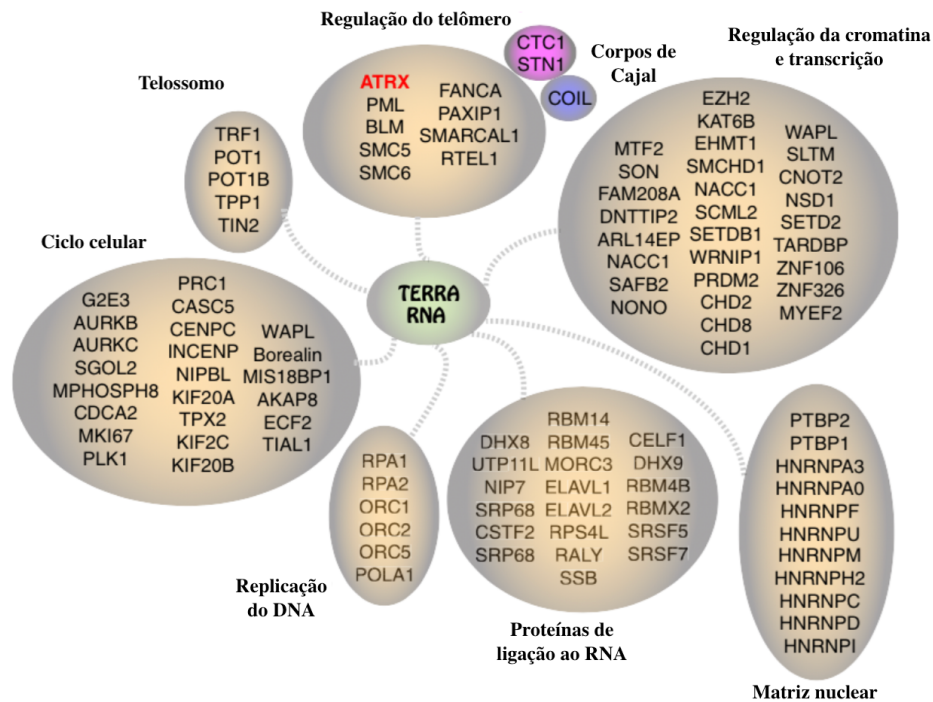 Regulação do telômero
CTC1
STN1
Corpos de
Cajal
COIL
Regulação da cromatina
e transcrição
Telossomo
ATRX
PML
BLM
SMC5
SMC6
FANCA
PAXIP1
SMARCAL1
RTEL1
TRF1
POT1
POT1B
TPP1
TIN2
MTF2
SON
FAM208A
DNTTIP2
ARL14EP
NACC1
SAFB2
NONO
EZH2
KAT6B
EHMT1
SMCHD1
NACC1
SCML2
SETDB1
WRNIP1
PRDM2
CHD2
CHD8
CHD1
WAPL
SLTM
CNOT2
NSD1
SETD2
TARDBP
ZNF106
ZNF326
MYEF2
Ciclo celular
G2E3
AURKB
AURKC
SGOL2
MPHOSPH8
CDCA2
MKI67
PLK1
PRC1
CASC5
CENPC
INCENP
NIPBL
KIF20A
TPX2
KIF2C
KIF20B
WAPL
Borealin
MIS18BP1
AKAP8
ECF2
TIAL1
TERRA
RNA
RPA1
RPA2
ORC1
ORC2
ORC5
POLA1
Replicação
do DNA
DHX8
UTP11L
NIP7
SRP68
CSTF2
SRP68
RBM14
RBM45
MORC3
ELAVL1
ELAVL2
RPS4L
RALY
SSB
CELF1
DHX9
RBM4B
RBMX2
SRSF5
SRSF7
Proteínas de
ligação ao RNA
PTBP2
PTBP1
HNRNPA3
HNRNPA0
HNRNPF
HNRNPU
HNRNPM
HNRNPH2
HNRNPC
HNRNPD
HNRNPI
Matriz nuclear